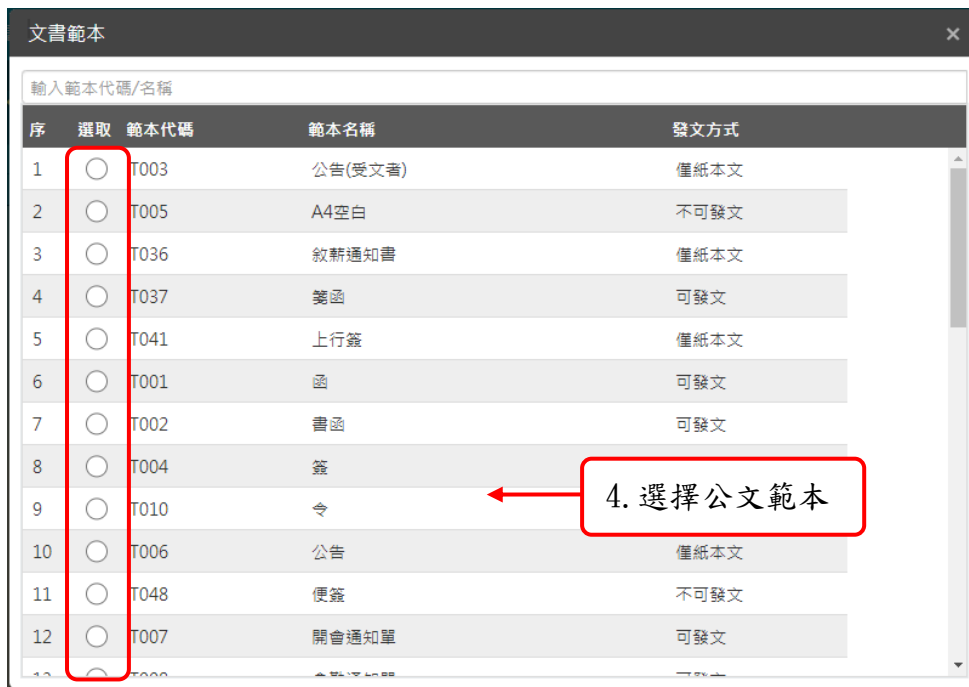 文書範本 ×
輸入範本代碼/名稱
序 選取 範本代碼 範本名稱 發文方式
1 T003 公告(受文者) 僅紙本文
2 T005 A4空白 不可發文
3 T036 敘薪通知書 僅紙本文
4 T037 箋函 可發文
5 T041 上行簽 僅紙本文
6 T001 函 可發文
7 T002 書函 可發文
8 T004 簽
9 T010 令
4.選擇公文範本
10 T006 公告 僅紙本文
11 T048 便簽 不可發文
12 T007 開會通知單 可發文